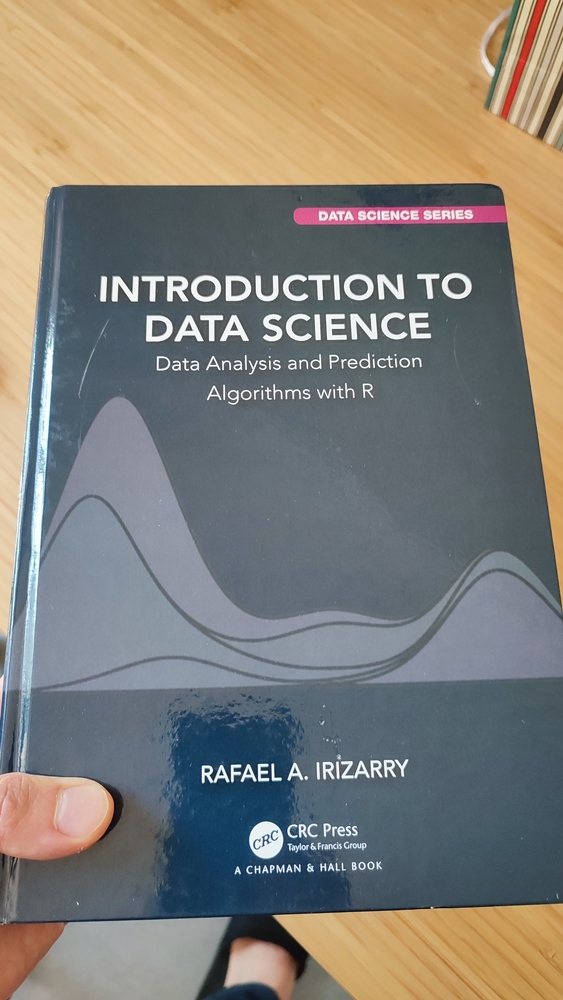 DATA SCIENCE SERIES
INTRODUCTION TO
DATA SCIENCE
Data Analysis and Prediction
Algorithms with R
RAFAEL A. IRIZARRY
CRC
CRC Press
Taylor & Francis Group
A CHAPMAN & HALL BOOK